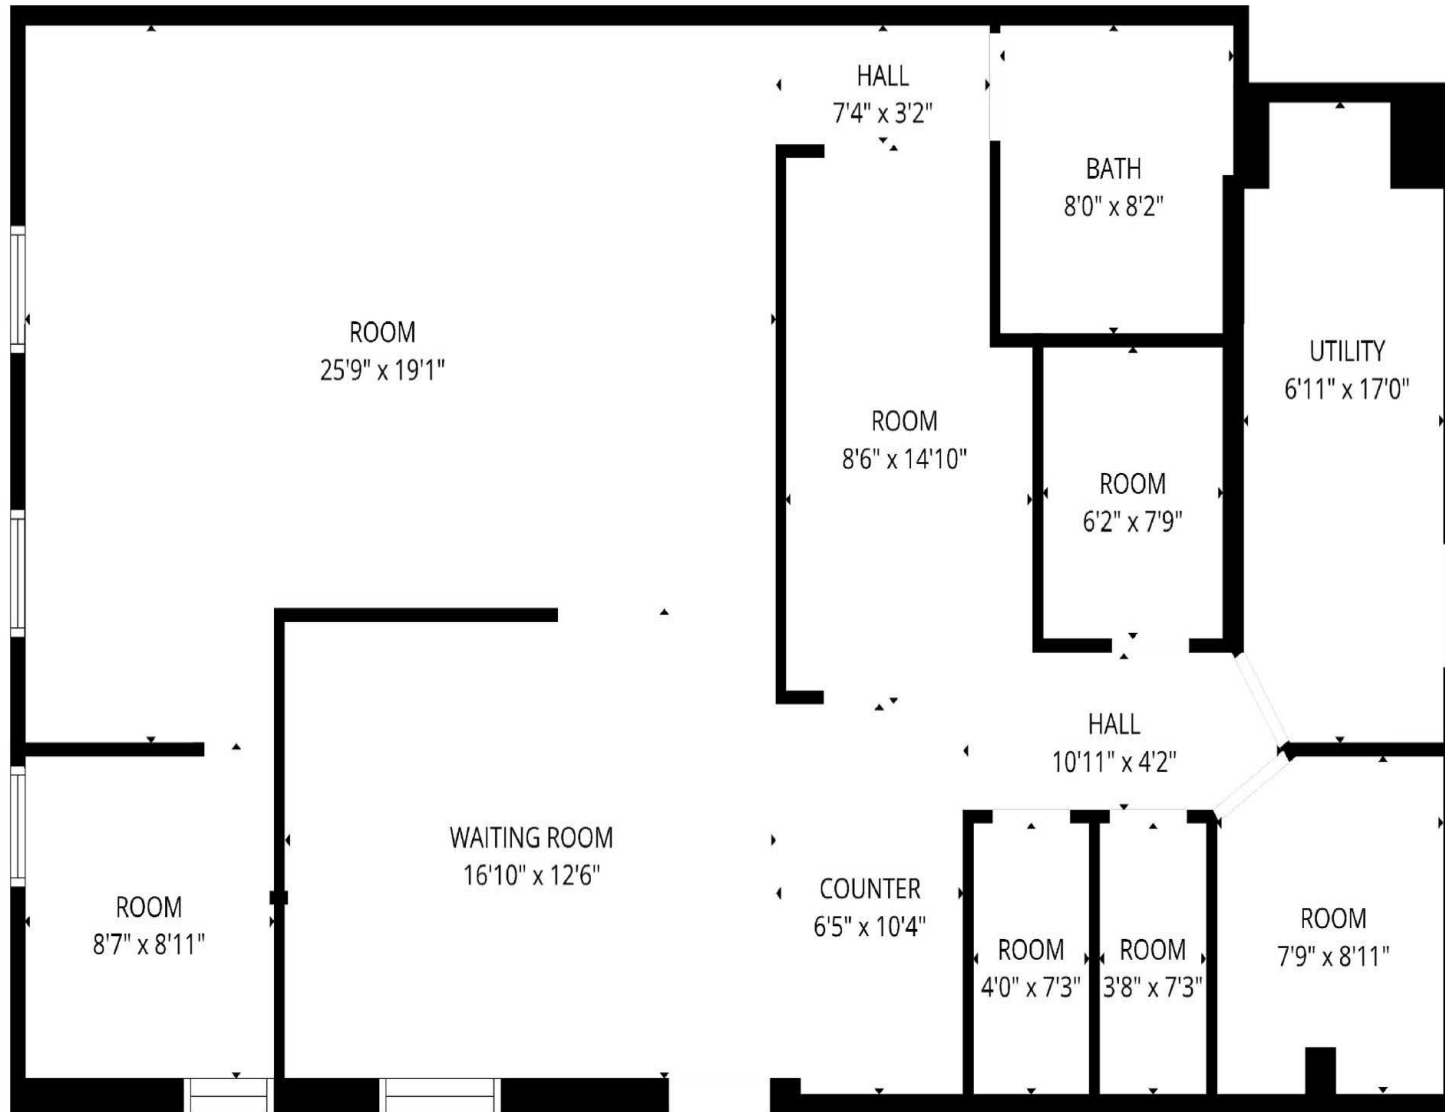 HALL
7'4" x 3'2"
BATH
8'0" x 8'2"
ROOM
25'9" x 19'1"
UTILITY
6'11" x 17'0"
ROOM
8'6" x 14'10"
ROOM
6'2" x 7'9"
HALL
10'11" x 4'2"
WAITING ROOM
16'10" x 12'6"
COUNTER
6'5" x 10'4"
ROOM
8'7" x 8'11"
ROOM
4'0" x 7'3"
ROOM
3'8" x 7'3"
ROOM
7'9" x 8'11"